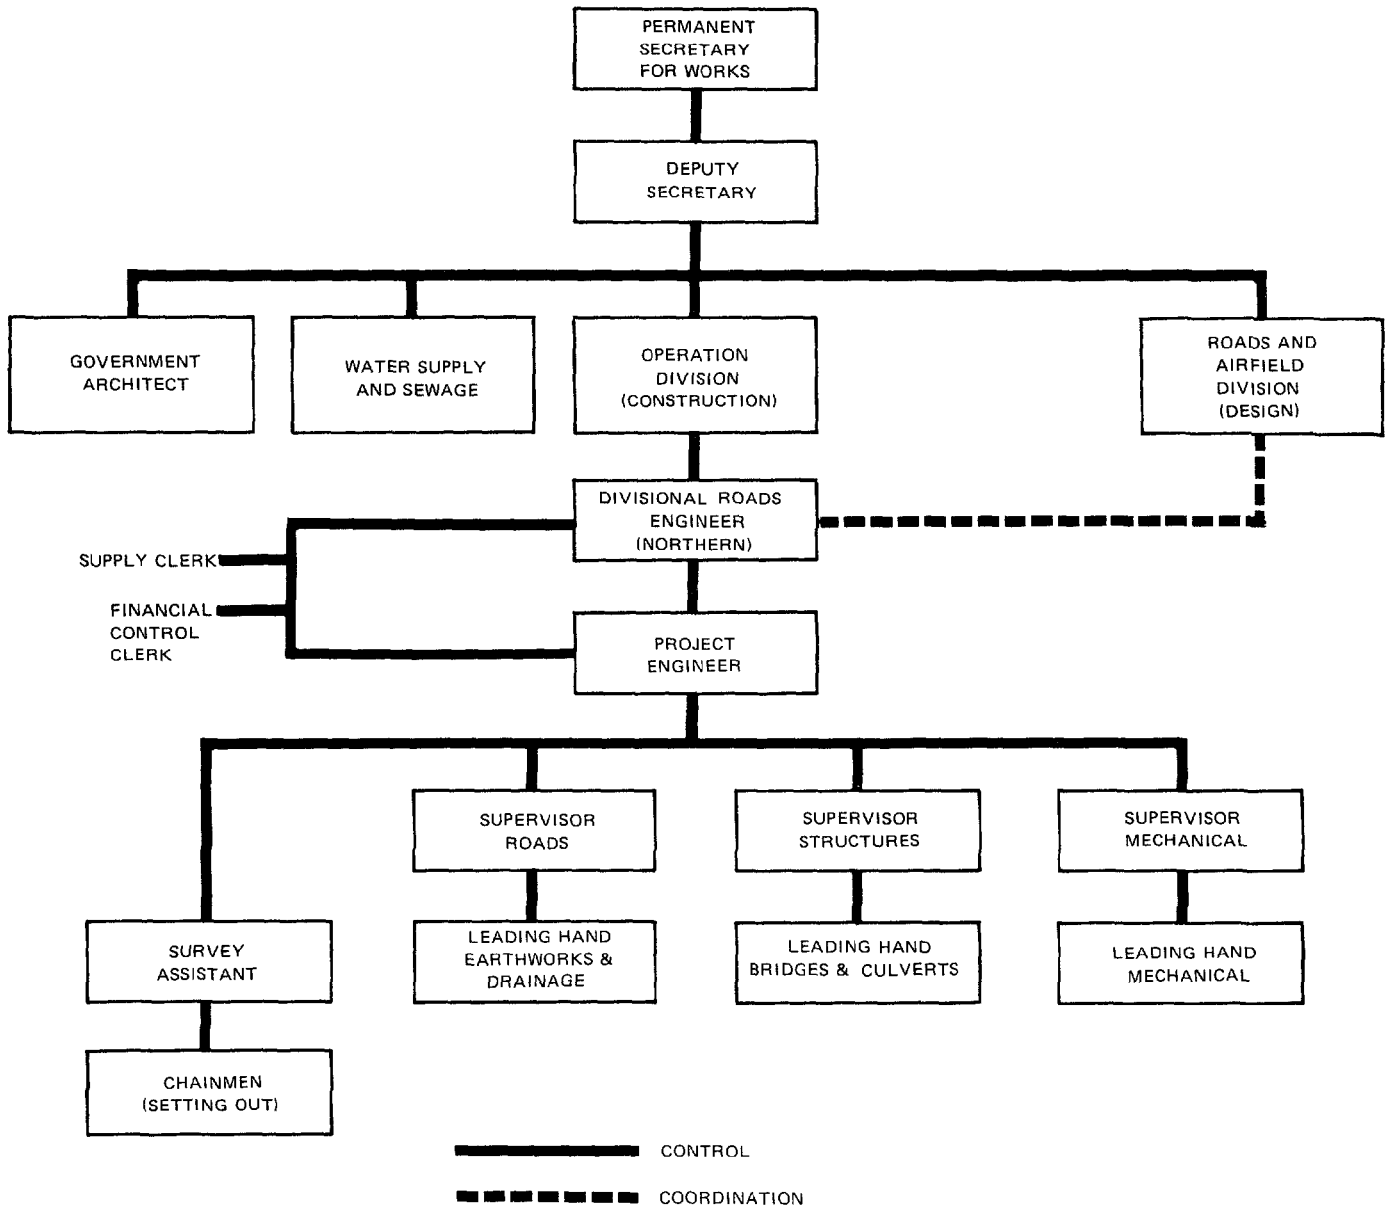 PERMANENT
SECRETARY
FOR WORKS
DEPUTY
SECRETARY
GOVERNMENT
ARCHITECT
WATER SUPPLY
AND SEWAGE
OPERATION
DIVISION
(CONSTRUCTION)
ROADS AND
AIRFIELD
DIVISION
(DESIGN)
DIVISIONAL ROADS
ENGINEER
(NORTHERN)
SUPPLY CLERK
FINANCIAL
CONTROL
CLERK
PROJECT
ENGINEER
SUPERVISOR
ROADS
SUPERVISOR
STRUCTURES
SUPERVISOR
MECHANICAL
SURVEY
ASSISTANT
LEADING HAND
EARTHWORKS &
DRAINAGE
LEADING HAND
BRIDGES & CULVERTS
LEADING HAND
MECHANICAL
CHAINMEN
(SETTING OUT)
CONTROL
COORDINATION